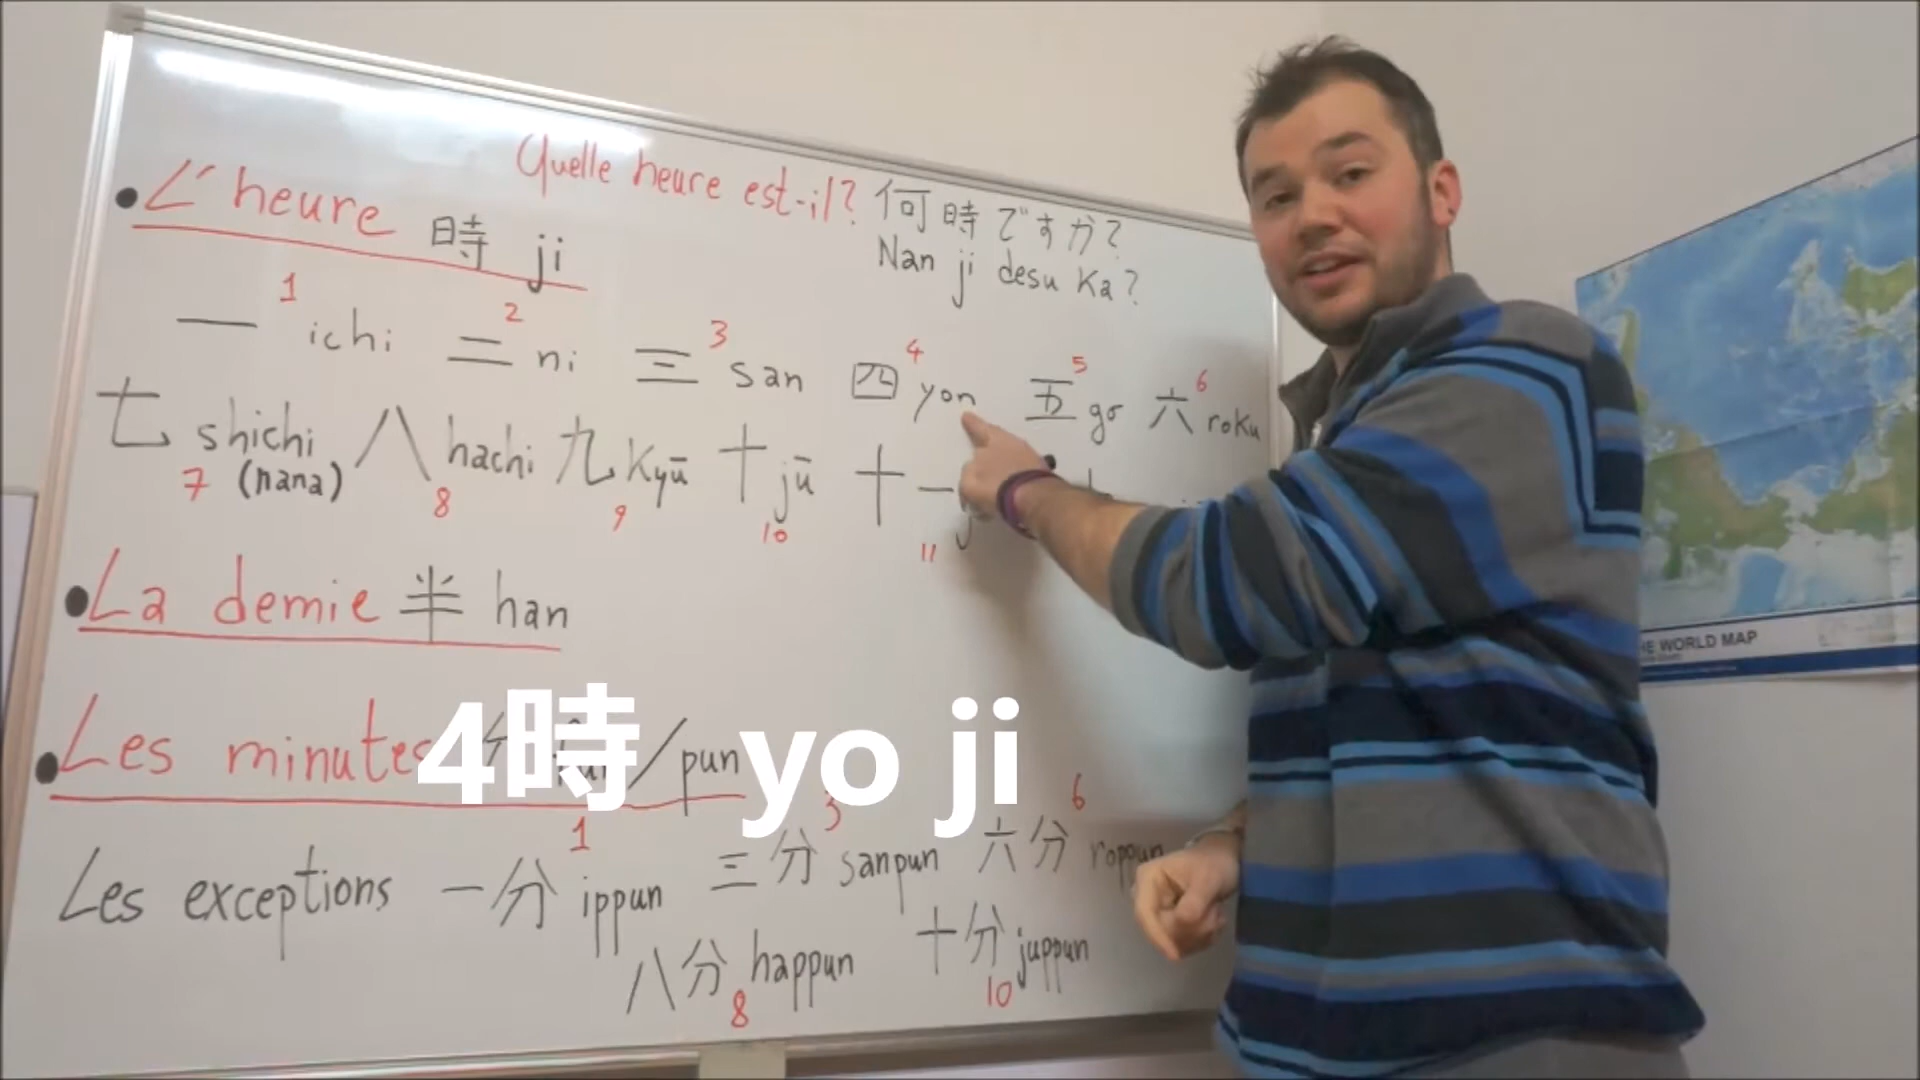 Quelle heure est-il? 何時ですか?
Nan ji desu Ka?
L'heure 時 ji
1 2 3 4 5 6
一 ichi 二 ni 三 san 四 yon 五 go 六 roku
七 shichi 八 hachi 九 Kyū 十 jū 十一
7 (nana) 8 9 10 11
La demie 半 han
Les minutes /pun
4時 yo ji
1 3 6
Les exceptions 一分 ippun 三分 sanpun 六分 roppun
八分 happun 十分 juppun
8 10
WORLD MAP